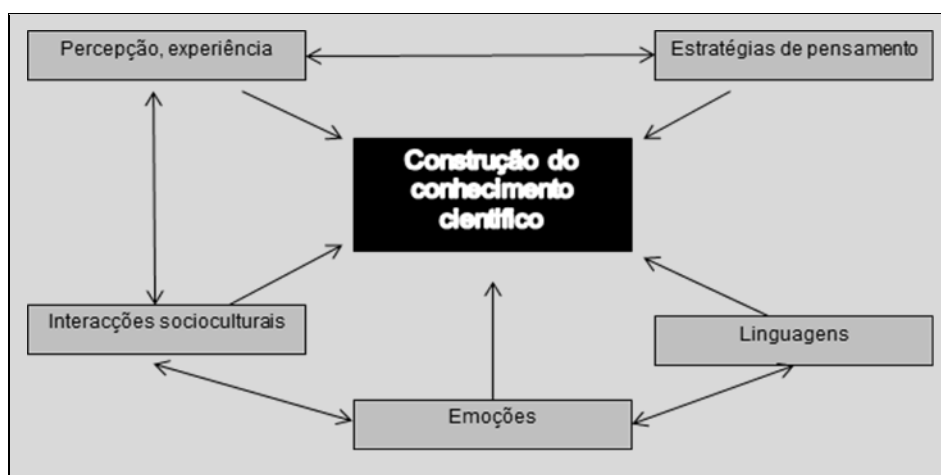 Percepção, experiência
Estratégias de pensamento
Construção do
conhecimento
científico
Interacções socioculturais
Linguagens
Emoções